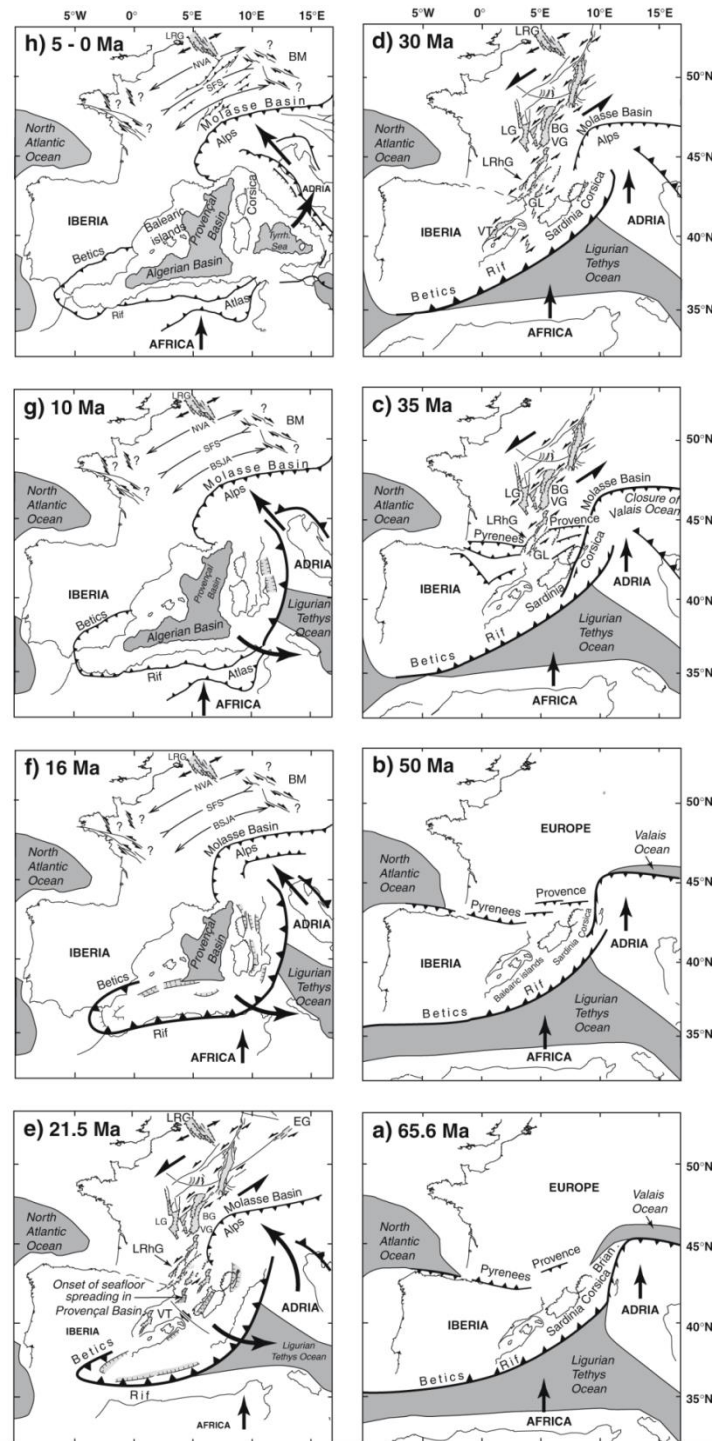 5°W 0° 5° 10° 15°E
5°W 0° 5° 10° 15°E
h) 5 - 0 Ma
LRG
BM
?
?
?
?
NVA
SFS
Molasse Basin
Alps
North
Atlantic
Ocean
ADRIA
IBERIA
Balearic
islands
Provençal
Basin
Corsica
Tyrrh.
Sea
Betics
Algerian Basin
Rif
Atlas
AFRICA
d) 30 Ma
LRG
50°N
North
Atlantic
Ocean
LG
BG
VG
Molasse Basin
Alps
LRhG
45°N
GL
VT
IBERIA
Sardinia
Corsica
ADRIA
40°N
Ligurian
Tethys
Ocean
Betics
Rif
35°N
AFRICA
g) 10 Ma
LRG
BM
?
?
?
?
NVA
SFS
BSJA
Molasse Basin
Alps
North
Atlantic
Ocean
ADRIA
IBERIA
Provençal
Basin
Ligurian
Tethys
Ocean
Betics
Algerian Basin
Rif
Atlas
AFRICA
c) 35 Ma
50°N
North
Atlantic
Ocean
LG
BG
VG
Molasse Basin
Closure of
Valais Ocean
LRhG
Provence
45°N
Pyrenees
GL
Corsica
ADRIA
IBERIA
Sardinia
40°N
Ligurian
Tethys
Ocean
Betics
Rif
35°N
AFRICA
f) 16 Ma
LRG
BM
?
?
?
?
NVA
SFS
BSJA
Molasse Basin
Alps
North
Atlantic
Ocean
ADRIA
IBERIA
Provençal
Basin
Ligurian
Tethys
Ocean
Betics
Rif
AFRICA
b) 50 Ma
50°N
EUROPE
Valais
Ocean
North
Atlantic
Ocean
Provence
45°N
Pyrenees
Corsica
Sardinia
ADRIA
IBERIA
Balearic islands
40°N
Betics
Rif
Ligurian
Tethys
Ocean
35°N
AFRICA
e) 21.5 Ma
LRG
EG
North
Atlantic
Ocean
LG
BG
VG
Molasse Basin
Alps
LRhG
Onset of seafloor
spreading in
Provençal Basin
VT
ADRIA
IBERIA
Betics
Ligurian
Tethys Ocean
Rif
AFRICA
a) 65.6 Ma
50°N
EUROPE
Valais
Ocean
North
Atlantic
Ocean
Provence
Brian
45°N
Pyrenees
Corsica
Sardinia
ADRIA
IBERIA
40°N
Betics
Rif
Ligurian
Tethys
Ocean
35°N
AFRICA